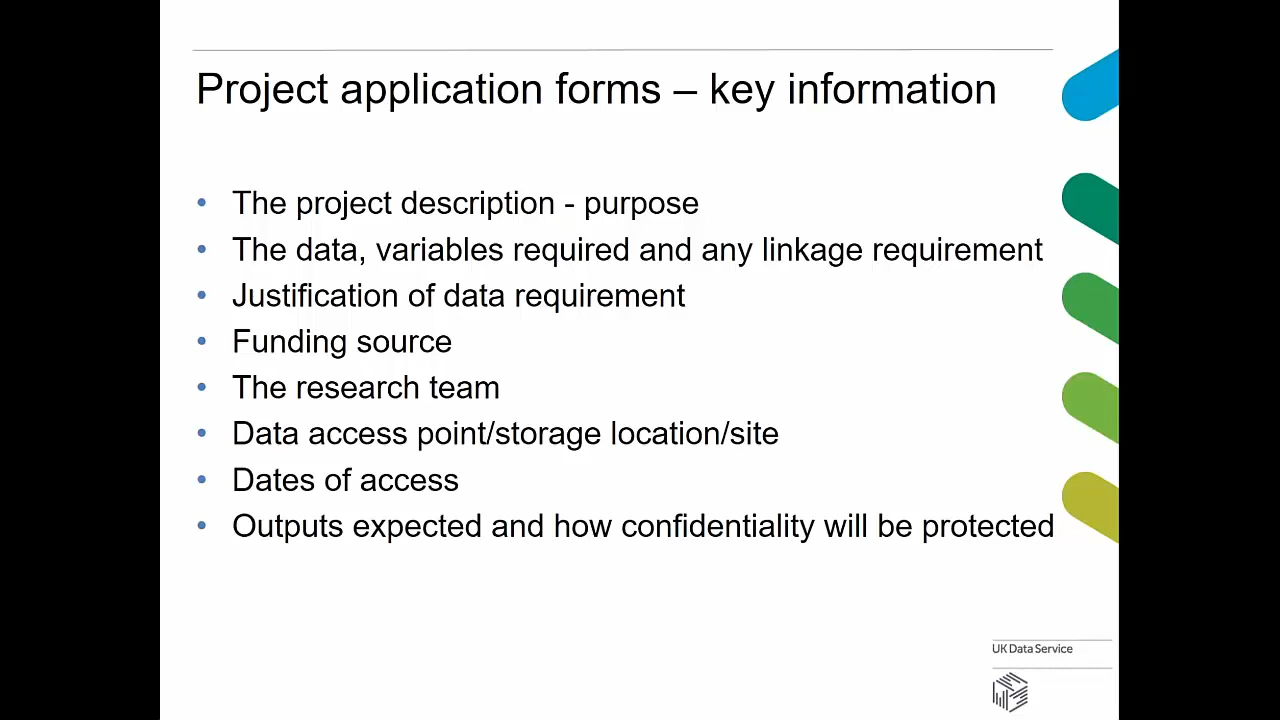 Project application forms – key information
• The project description - purpose
• The data, variables required and any linkage requirement
• Justification of data requirement
• Funding source
• The research team
• Data access point/storage location/site
• Dates of access
• Outputs expected and how confidentiality will be protected
UK Data Service